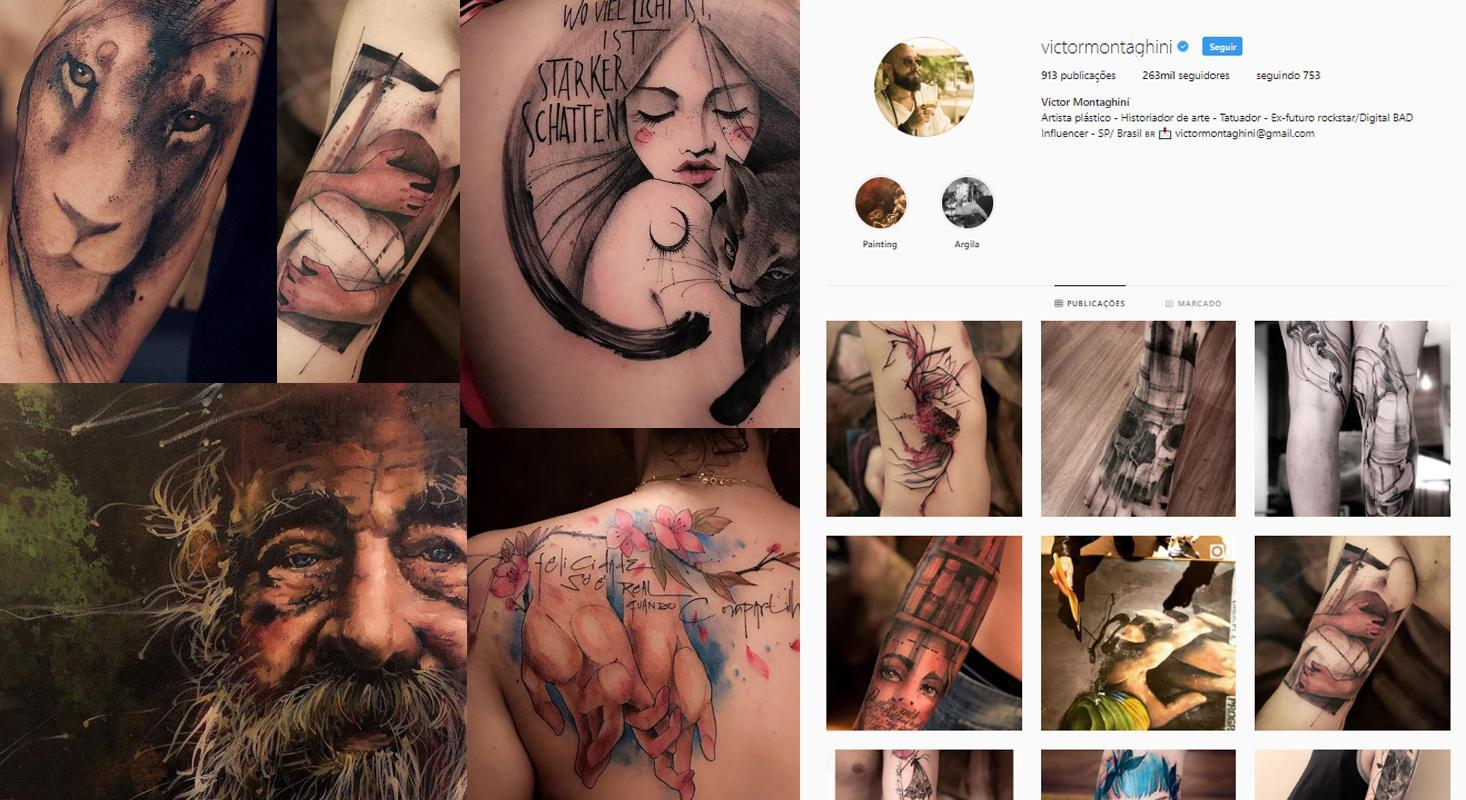 WO VIEL LICHT IST,
IST
STARKER
SCHATTEN
feliCidade
Só é REAL
QUANDO Compartilh
victormontaghini Seguir
913 publicações 263mil seguidores seguindo 753
Victor Montaghini
Artista plástico - Historiador de arte - Tatuador - Ex-futuro rockstar/Digital BAD
Influencer - SP/ Brasil BR 📩 victormontaghini@gmail.com
Painting Argila
PUBLICAÇÕES MARCADO